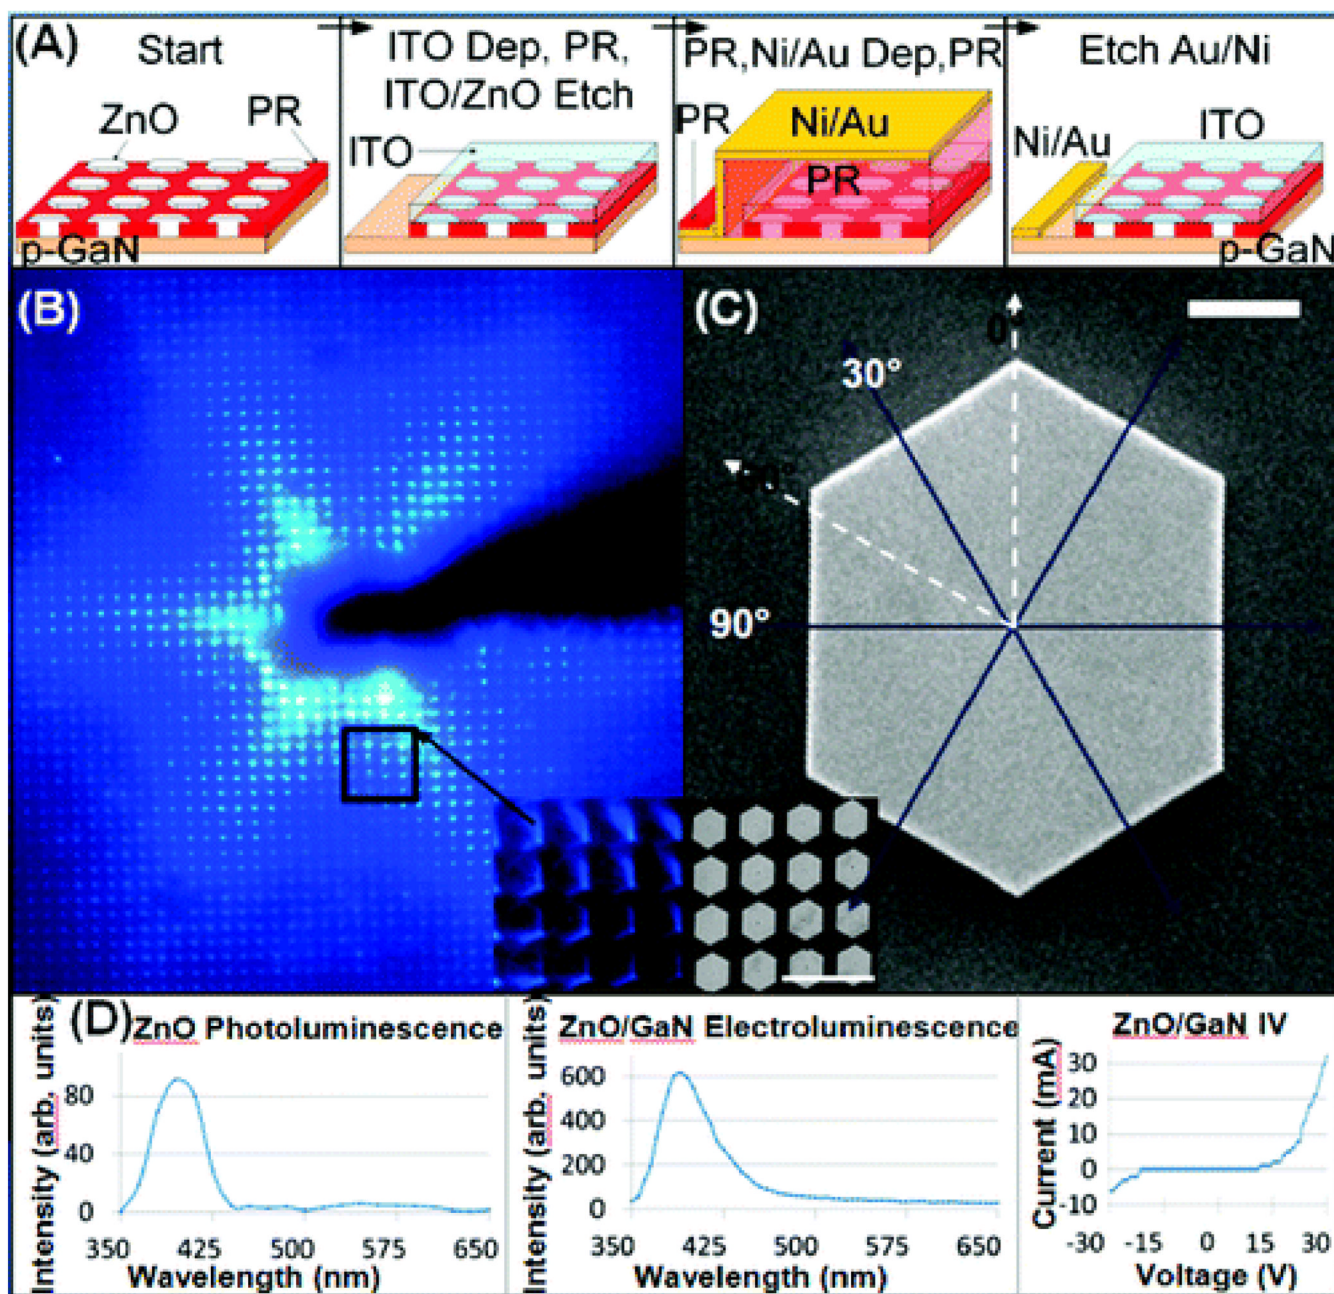 (A)
Start
ZnO
PR
p-GaN
ITO Dep, PR,
ITO/ZnO Etch
ITO
PR,Ni/Au Dep,PR
PR
Ni/Au
PR
Etch Au/Ni
Ni/Au
ITO
p-GaN
(B)
(C)
0°
30°
90°
(D)
ZnO Photoluminescence
Intensity (arb. units)
80
40
0
350 425 500 575 650
Wavelength (nm)
ZnO/GaN Electroluminescence
Intensity (arb. units)
600
400
200
0
350 425 500 575 650
Wavelength (nm)
ZnO/GaN IV
Current (mA)
30
20
10
0
-10
-30 -15 0 15 30
Voltage (V)